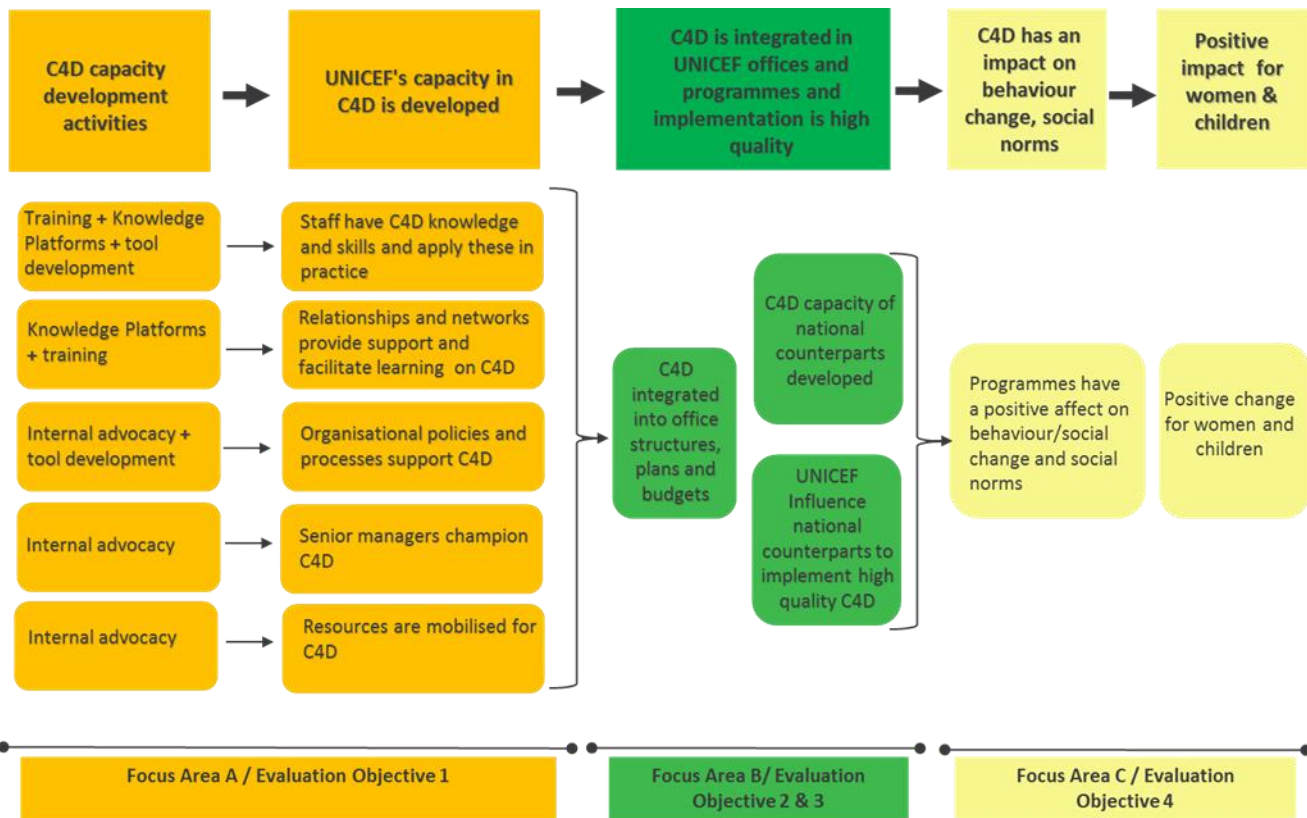 C4D capacity
development
activities
UNICEF's capacity in
C4D is developed
C4D is integrated in
UNICEF offices and
programmes and
implementation is high
quality
C4D has an
impact on
behaviour
change, social
norms
Positive
impact for
women &
children
Training + Knowledge
Platforms + tool
development
Staff have C4D knowledge
and skills and apply these in
practice
Knowledge Platforms
+ training
Relationships and networks
provide support and
facilitate learning on C4D
Internal advocacy +
tool development
Organisational policies and
processes support C4D
Internal advocacy
Senior managers champion
C4D
Internal advocacy
Resources are mobilised for
C4D
C4D
integrated
into office
structures,
plans and
budgets
C4D capacity of
national
counterparts
developed
UNICEF
Influence
national
counterparts to
implement high
quality C4D
Programmes have
a positive affect on
behaviour/social
change and social
norms
Positive change
for women and
children
Focus Area A / Evaluation Objective 1
Focus Area B/ Evaluation
Objective 2 & 3
Focus Area C / Evaluation
Objective 4